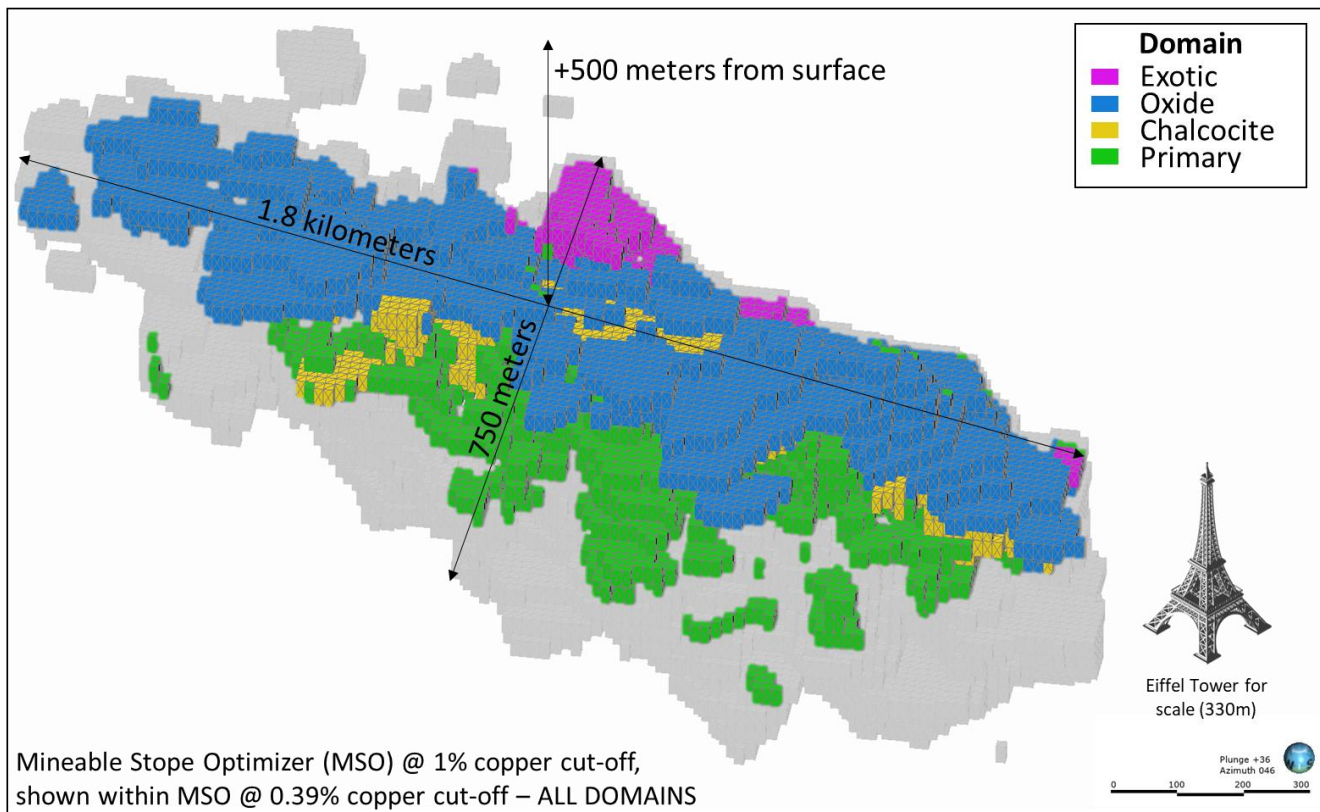 +500 meters from surface
Domain
Exotic
Oxide
Chalcocite
Primary
1.8 kilometers
750 meters
Eiffel Tower for
scale (330m)
Mineable Stope Optimizer (MSO) @ 1% copper cut-off,
shown within MSO @ 0.39% copper cut-off – ALL DOMAINS
Plunge +36
Azimuth 046
0 100 200 300